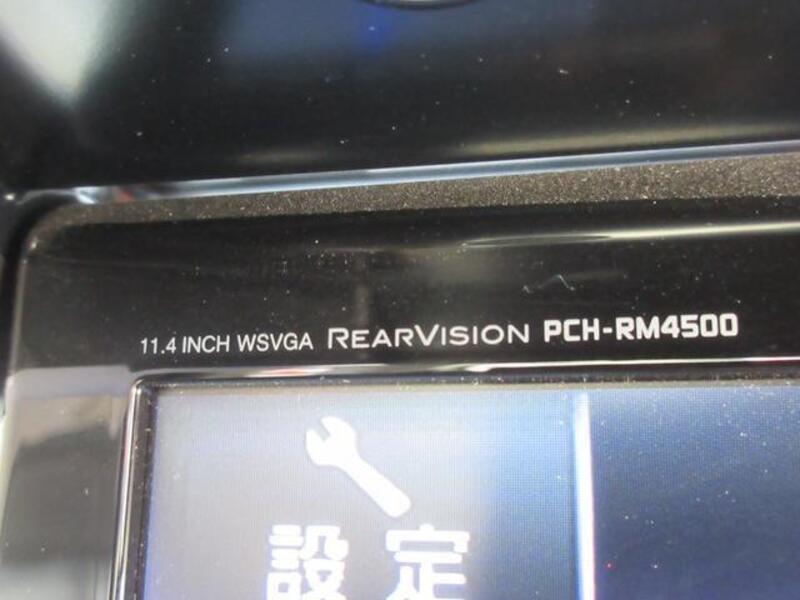 11.4 INCH WSVGA REARVISION PCH-RM4500
設定